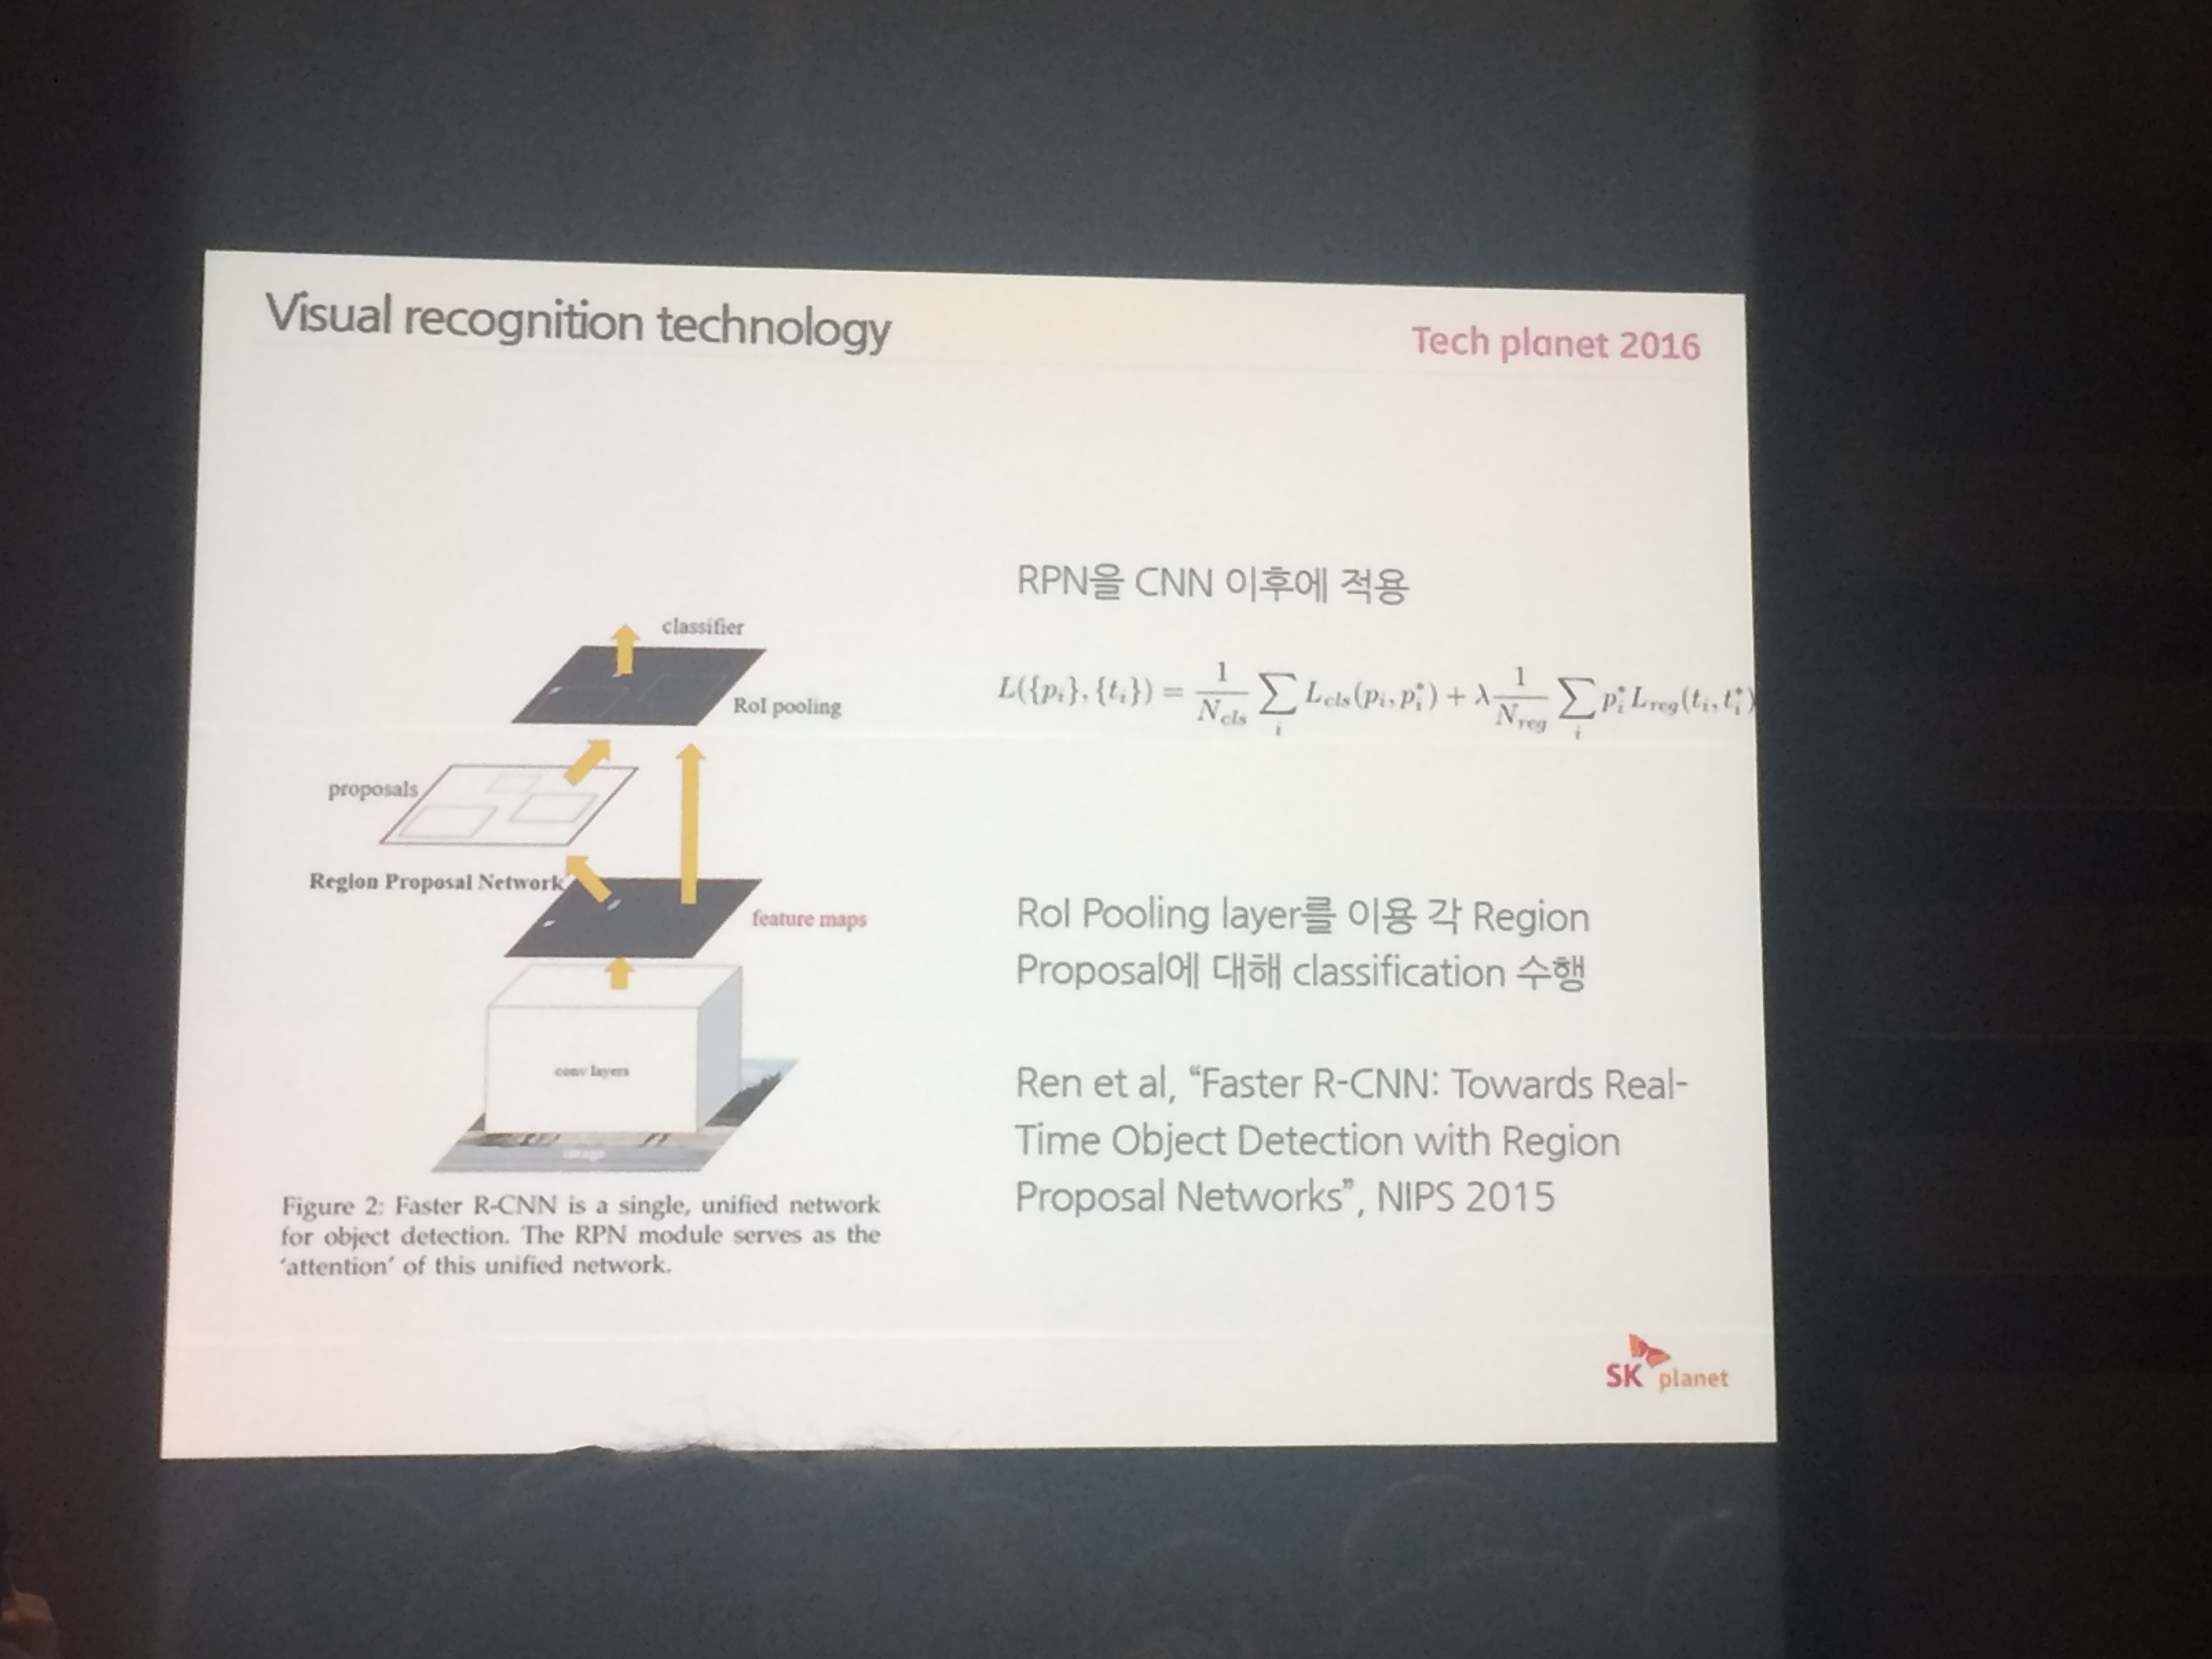 Visual recognition technology
Tech planet 2016
classifier
RoI pooling
proposals
Region Proposal Network
feature maps
conv layers
image
Figure 2: Faster R-CNN is a single, unified network
for object detection. The RPN module serves as the
‘attention’ of this unified network.
RPN을 CNN 이후에 적용
L({p_i}, {t_i}) = \frac{1}{N_{cls}} \sum_i L_{cls}(p_i, p_i^*) + λ \frac{1}{N_{reg}} \sum_i p_i^* L_{reg}(t_i, t_i^*)
RoI Pooling layer를 이용 각 Region
Proposal에 대해 classification 수행
Ren et al, “Faster R-CNN: Towards Real-
Time Object Detection with Region
Proposal Networks”, NIPS 2015
SK planet